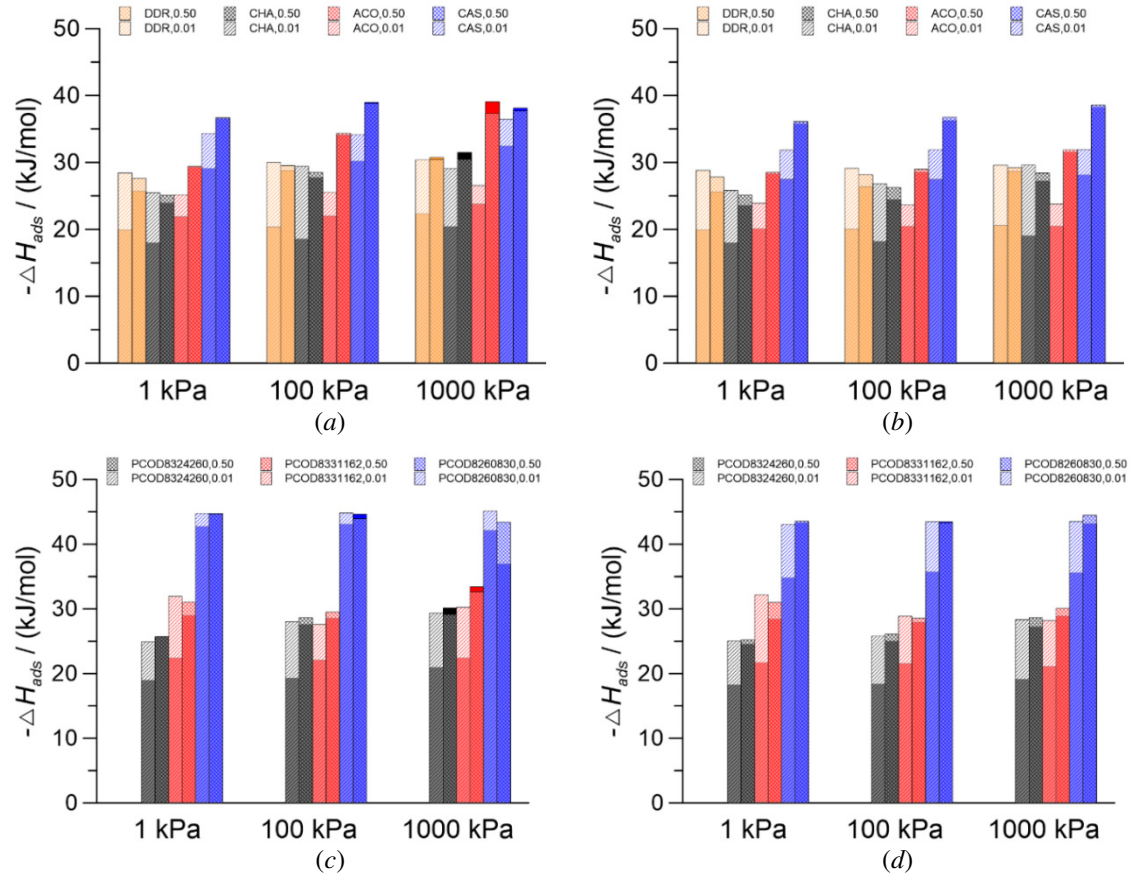 DDR,0.50 CHA,0.50 ACO,0.50 CAS,0.50
DDR,0.01 CHA,0.01 ACO,0.01 CAS,0.01
50
40
30
20
10
0
-△H_ads / (kJ/mol)
1 kPa 100 kPa 1000 kPa
(a)
DDR,0.50 CHA,0.50 ACO,0.50 CAS,0.50
DDR,0.01 CHA,0.01 ACO,0.01 CAS,0.01
50
40
30
20
10
0
-△H_ads / (kJ/mol)
1 kPa 100 kPa 1000 kPa
(b)
PCOD8324260,0.50 PCOD8331162,0.50 PCOD8260830,0.50
PCOD8324260,0.01 PCOD8331162,0.01 PCOD8260830,0.01
50
40
30
20
10
0
-△H_ads / (kJ/mol)
1 kPa 100 kPa 1000 kPa
(c)
PCOD8324260,0.50 PCOD8331162,0.50 PCOD8260830,0.50
PCOD8324260,0.01 PCOD8331162,0.01 PCOD8260830,0.01
50
40
30
20
10
0
-△H_ads / (kJ/mol)
1 kPa 100 kPa 1000 kPa
(d)